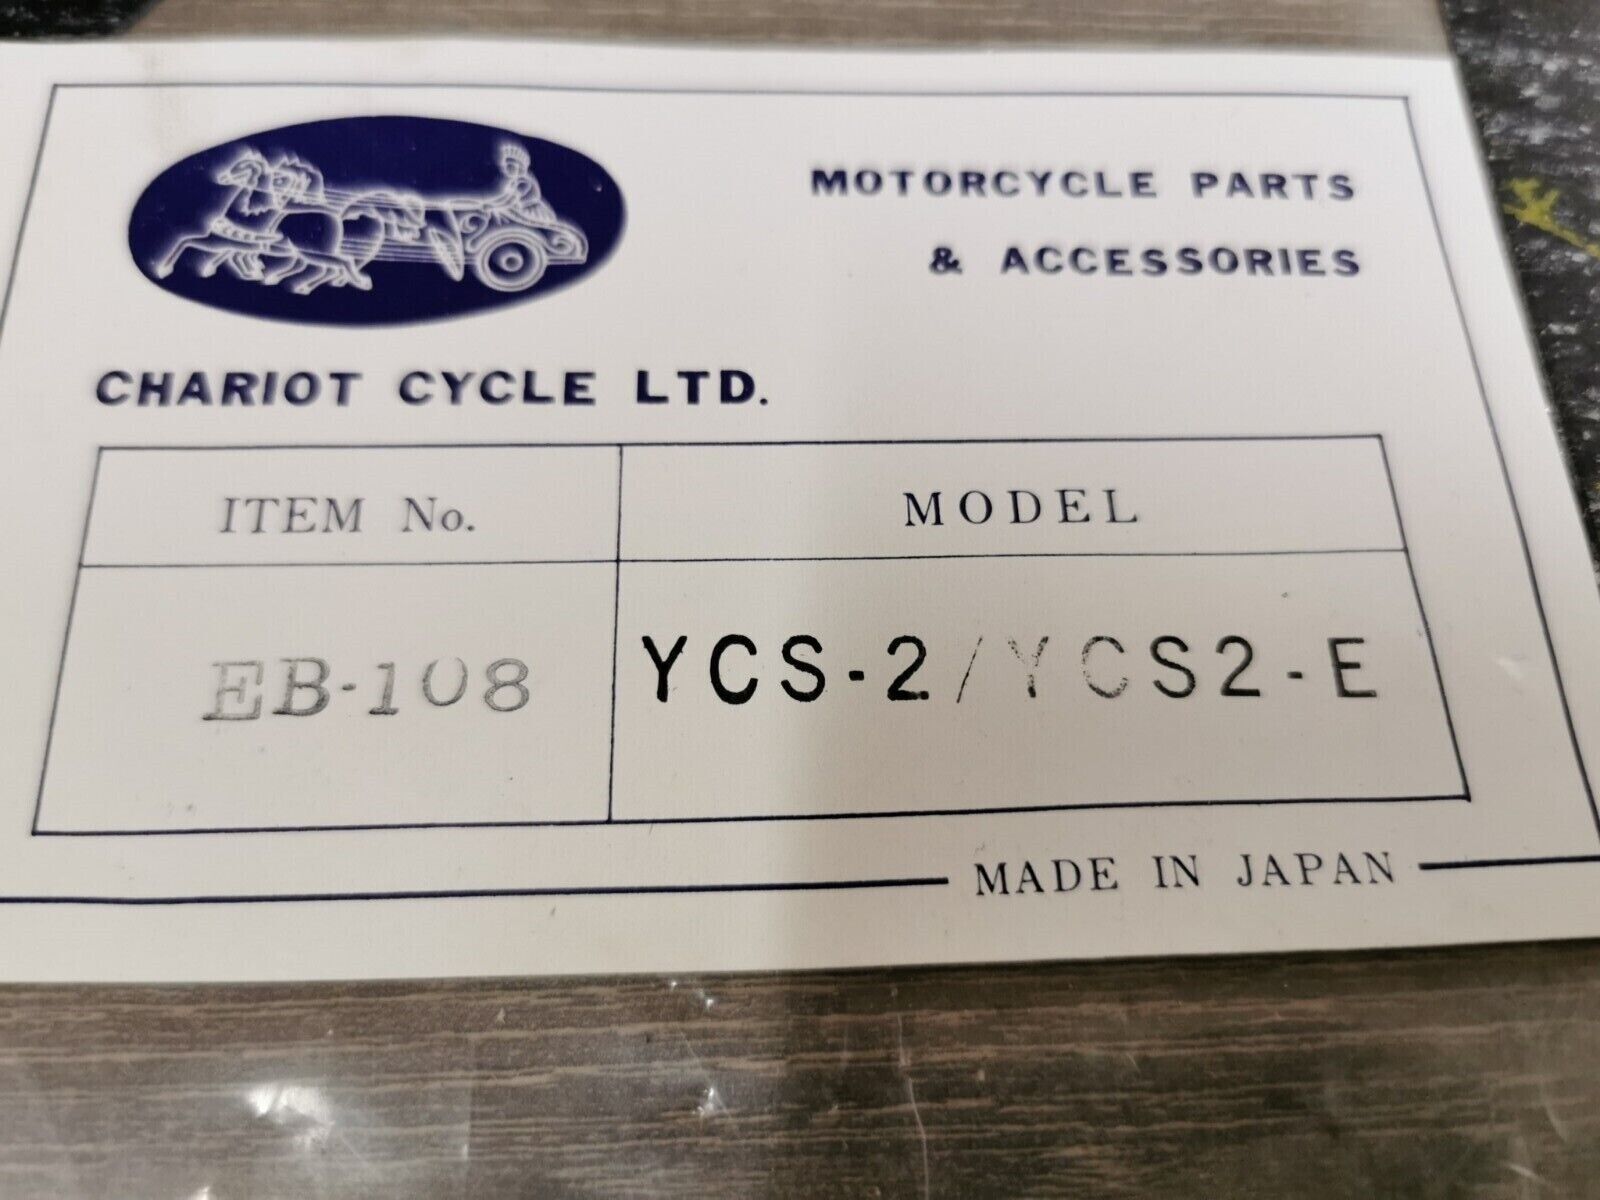 MOTORCYCLE PARTS
& ACCESSORIES
CHARIOT CYCLE LTD.
ITEM No. MODEL
EB-108 YCS-2/YCS2-E
MADE IN JAPAN